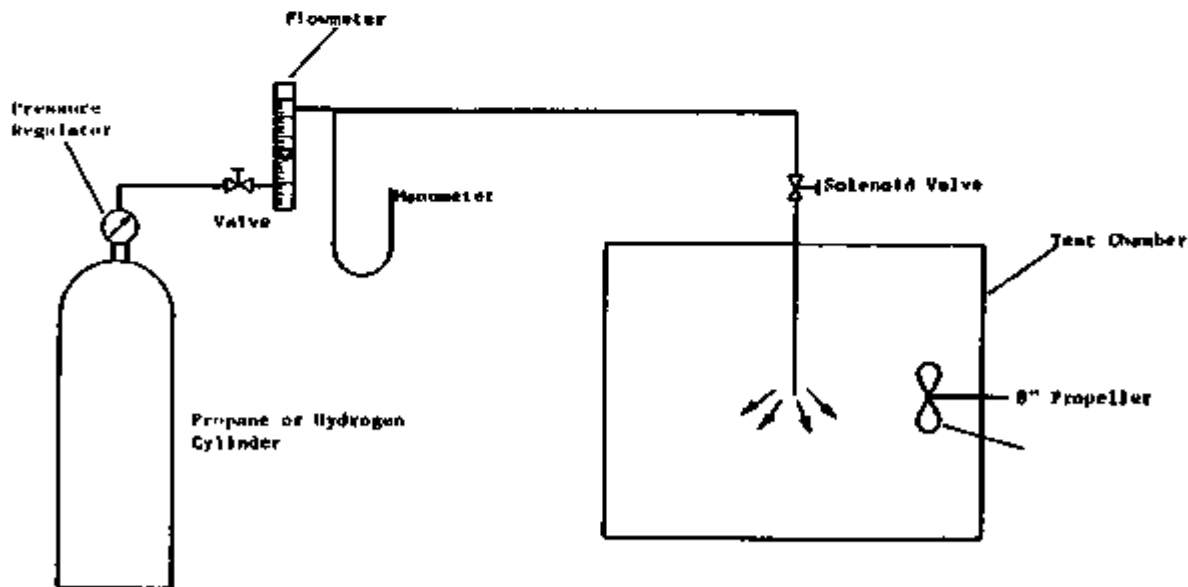 Flowmeter
Pressure
Regulator
Manometer
Solenoid Valve
Valve
Test Chamber
8" Propeller
Propane or Hydrogen
Cylinder